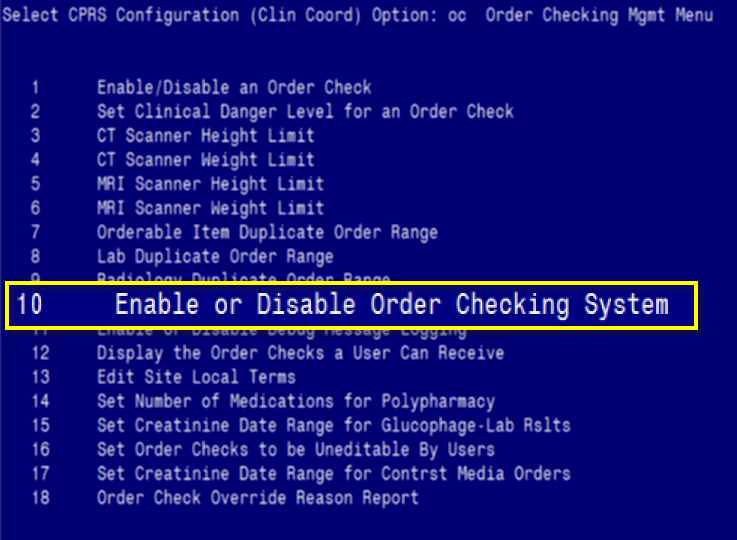 Select CPRS Configuration (Clin Coord) Option: oc  Order Checking Mgmt Menu
1 Enable/Disable an Order Check
2 Set Clinical Danger Level for an Order Check
3 CT Scanner Height Limit
4 CT Scanner Weight Limit
5 MRI Scanner Height Limit
6 MRI Scanner Weight Limit
7 Orderable Item Duplicate Order Range
8 Lab Duplicate Order Range
9 Radiology Duplicate Order Range
10 Enable or Disable Order Checking System
11 Enable or Disable Debug Message Logging
12 Display the Order Checks a User Can Receive
13 Edit Site Local Terms
14 Set Number of Medications for Polypharmacy
15 Set Creatinine Date Range for Glucophage-Lab Rslts
16 Set Order Checks to be Uneditable By Users
17 Set Creatinine Date Range for Contrst Media Orders
18 Order Check Override Reason Report